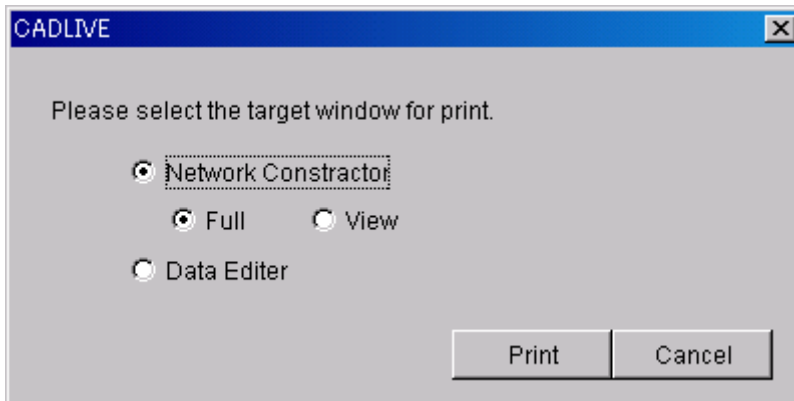 CADLIVE
Please select the target window for print.
Network Constractor
Full View
Data Editer
Print Cancel